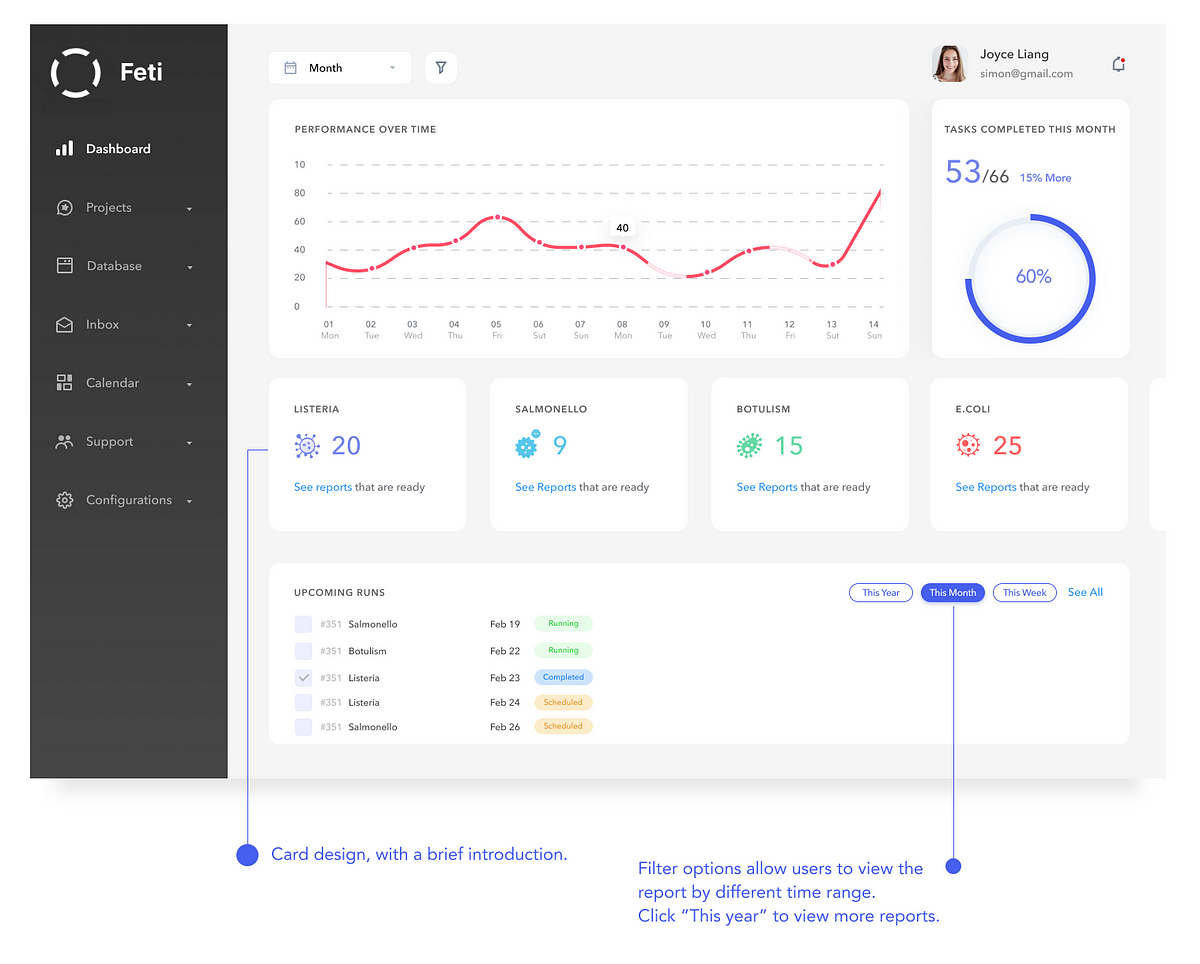 Feti
Dashboard
Projects
Database
Inbox
Calendar
Support
Configurations
Month
Joyce Liang
simon@gmail.com
PERFORMANCE OVER TIME
10
80
60
40
20
0
40
01 02 03 04 05 06 07 08 09 10 11 12 13 14
Mon Tue Wed Thu Fri Sut Sun Mon Tue Wed Thu Fri Sut Sun
TASKS COMPLETED THIS MONTH
53/66 15% More
60%
LISTERIA
20
See reports that are ready
SALMONELLO
9
See Reports that are ready
BOTULISM
15
See Reports that are ready
E.COLI
25
See Reports that are ready
UPCOMING RUNS
This Year This Month This Week See All
#351 Salmonello Feb 19 Running
#351 Botulism Feb 22 Running
#351 Listeria Feb 23 Completed
#351 Listeria Feb 24 Scheduled
#351 Salmonello Feb 26 Scheduled
Card design, with a brief introduction.
Filter options allow users to view the
report by different time range.
Click “This year” to view more reports.